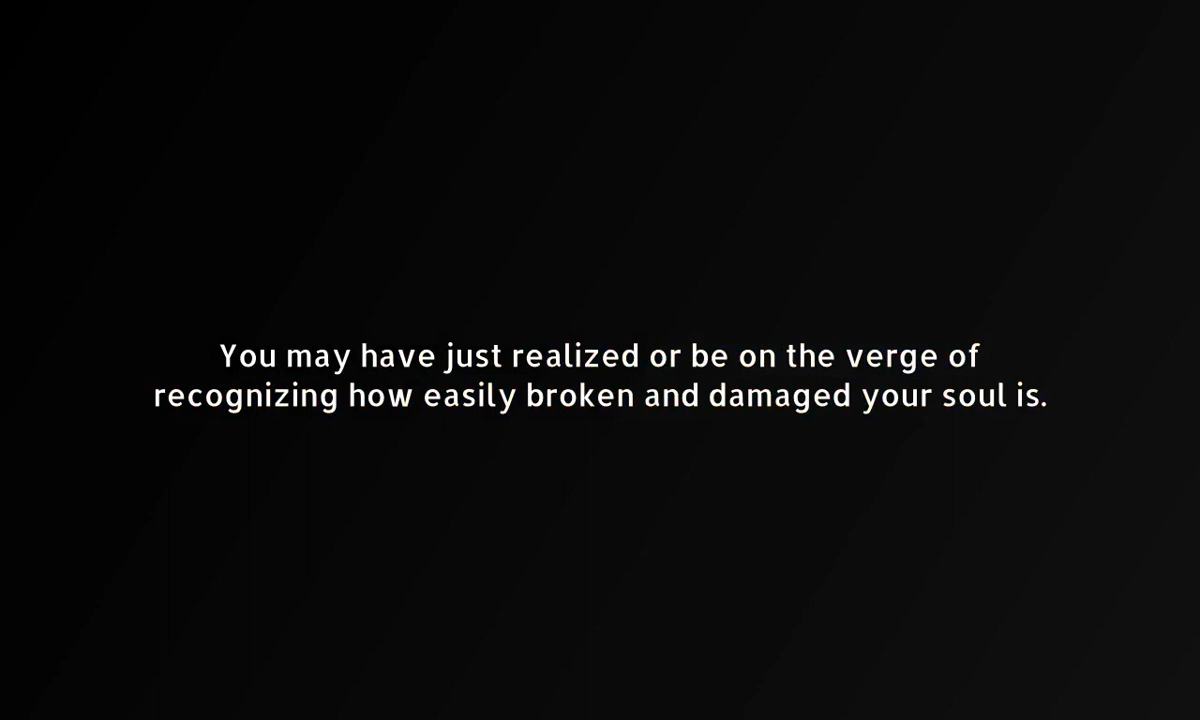 You may have just realized or be on the verge of
recognizing how easily broken and damaged your soul is.